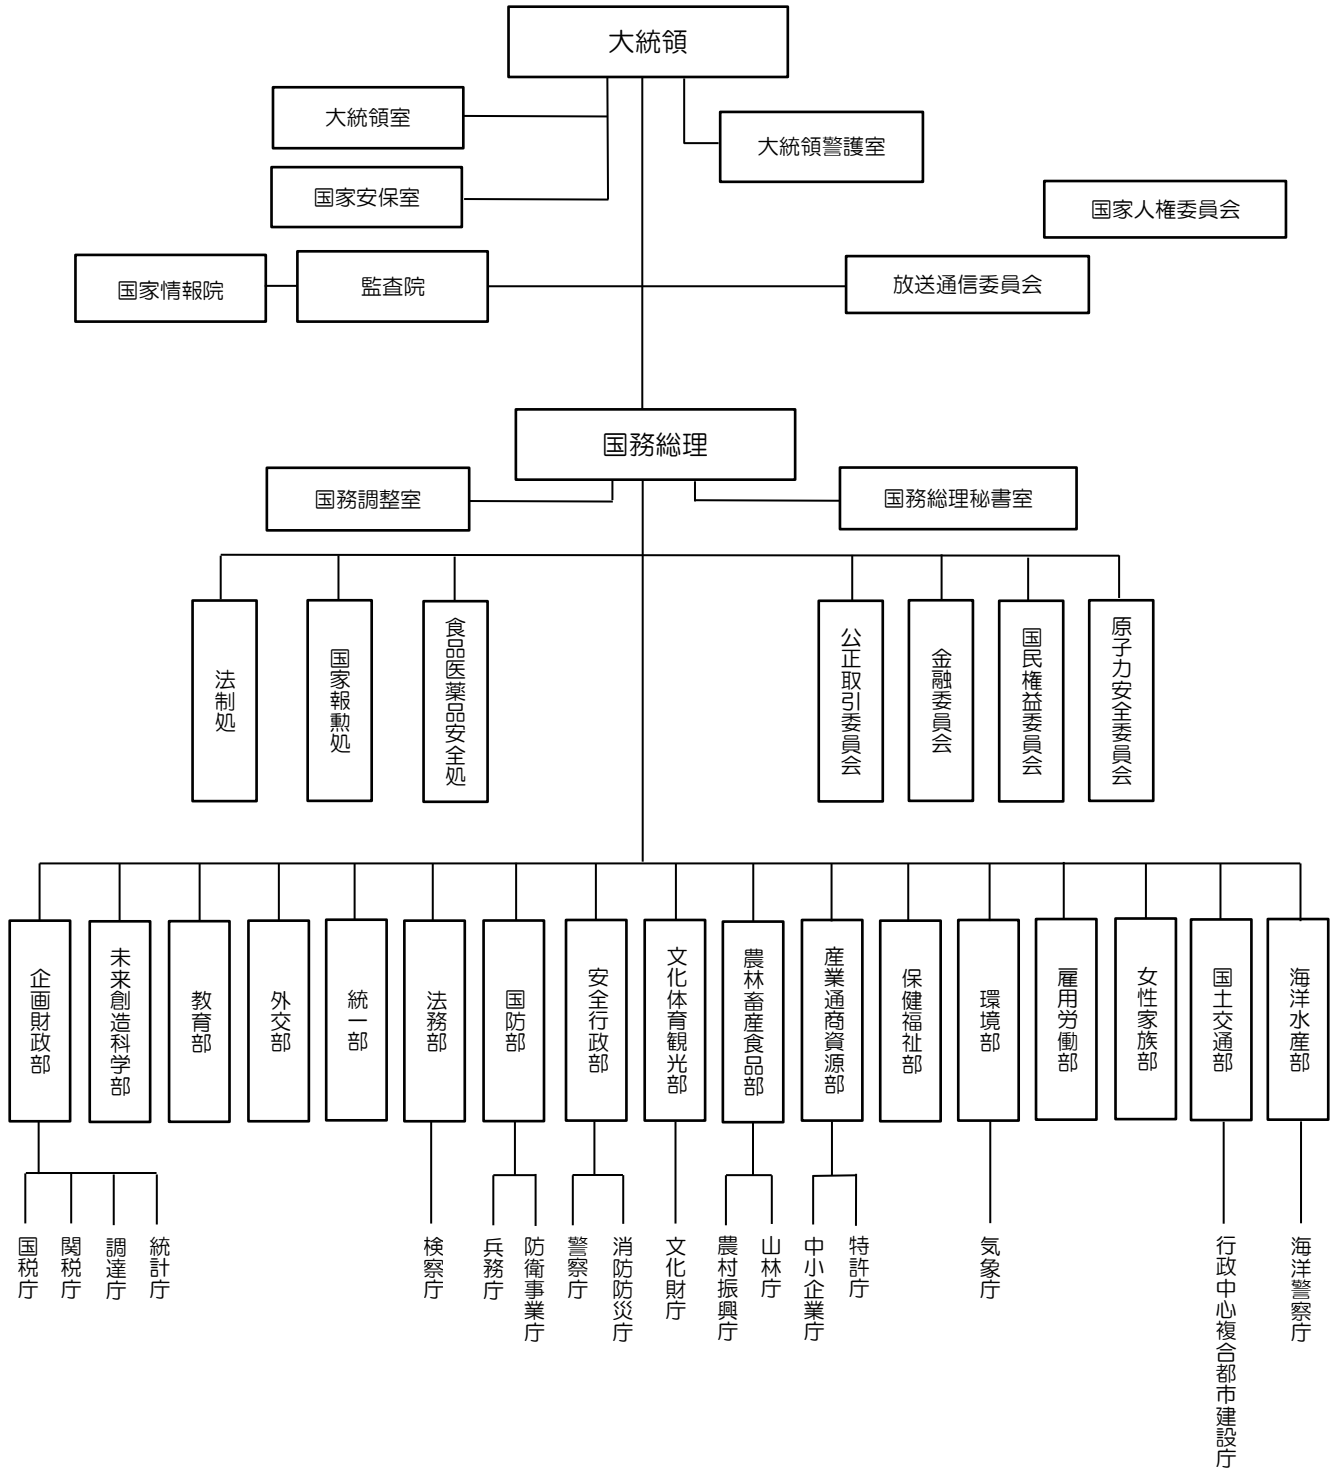 大統領
大統領室
大統領警護室
国家安保室
国家人権委員会
国家情報院
監査院
放送通信委員会
国務総理
国務調整室
国務総理秘書室
法制処
国家報勲処
食品医薬品安全処
公正取引委員会
金融委員会
国民権益委員会
原子力安全委員会
企画財政部
未来創造科学部
教育部
外交部
統一部
法務部
国防部
安全行政部
文化体育観光部
農林畜産食品部
産業通商資源部
保健福祉部
環境部
雇用労働部
女性家族部
国土交通部
海洋水産部
国税庁
関税庁
調達庁
統計庁
検察庁
兵務庁
防衛事業庁
警察庁
消防防災庁
文化財庁
農村振興庁
山林庁
中小企業庁
特許庁
気象庁
行政中心複合都市建設庁
海洋警察庁